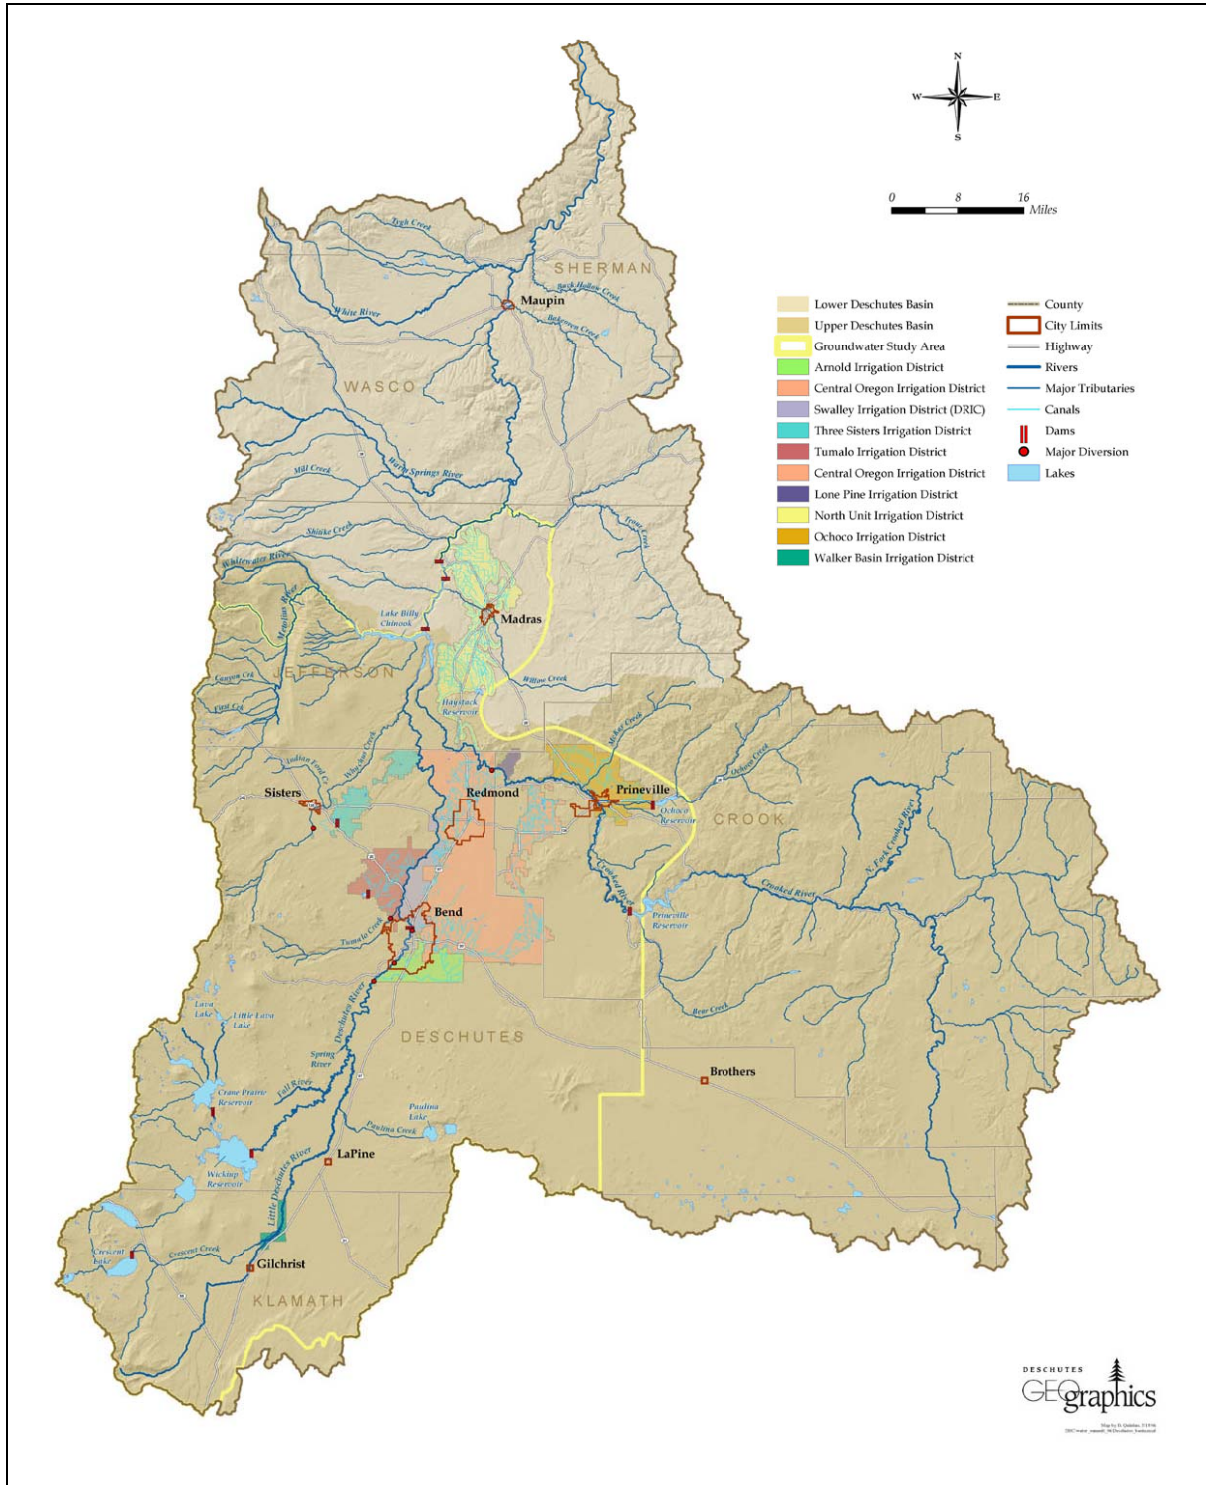 N
W
E
S
0 8 16
Miles
Tygh Creek
SHERMAN
Buck Hollow Creek
Maupin
Bakeoven Creek
White River
WASCO
Warm Springs River
Mill Creek
Trout Creek
Shitike Creek
Whitewater River
Metolius River
Lake Billy
Chinook
Madras
JEFFERSON
Canyon Crk
Willow Creek
First Crk
Haystack
Reservoir
McKay Creek
Ochoco Creek
Indian Ford Cr.
Whychus Creek
Sisters
Redmond
Prineville
Ochoco
Reservoir
CROOK
N. Fork Crooked River
Crooked River
Crooked River
Prineville
Reservoir
Bend
Tumalo Creek
Lava
Lake
Little Lava
Lake
Deschutes River
Bear Creek
DESCHUTES
Spring
River
Fall River
Crane Prairie
Reservoir
Brothers
Paulina
Lake
Paulina Creek
LaPine
Wickiup
Reservoir
Little Deschutes River
Crescent
Lake
Crescent Creek
Gilchrist
KLAMATH
Lower Deschutes Basin
Upper Deschutes Basin
Groundwater Study Area
Arnold Irrigation District
Central Oregon Irrigation District
Swalley Irrigation District (DRIC)
Three Sisters Irrigation District
Tumalo Irrigation District
Central Oregon Irrigation District
Lone Pine Irrigation District
North Unit Irrigation District
Ochoco Irrigation District
Walker Basin Irrigation District
County
City Limits
Highway
Rivers
Major Tributaries
Canals
Dams
Major Diversion
Lakes
DESCHUTES
GEOgraphics